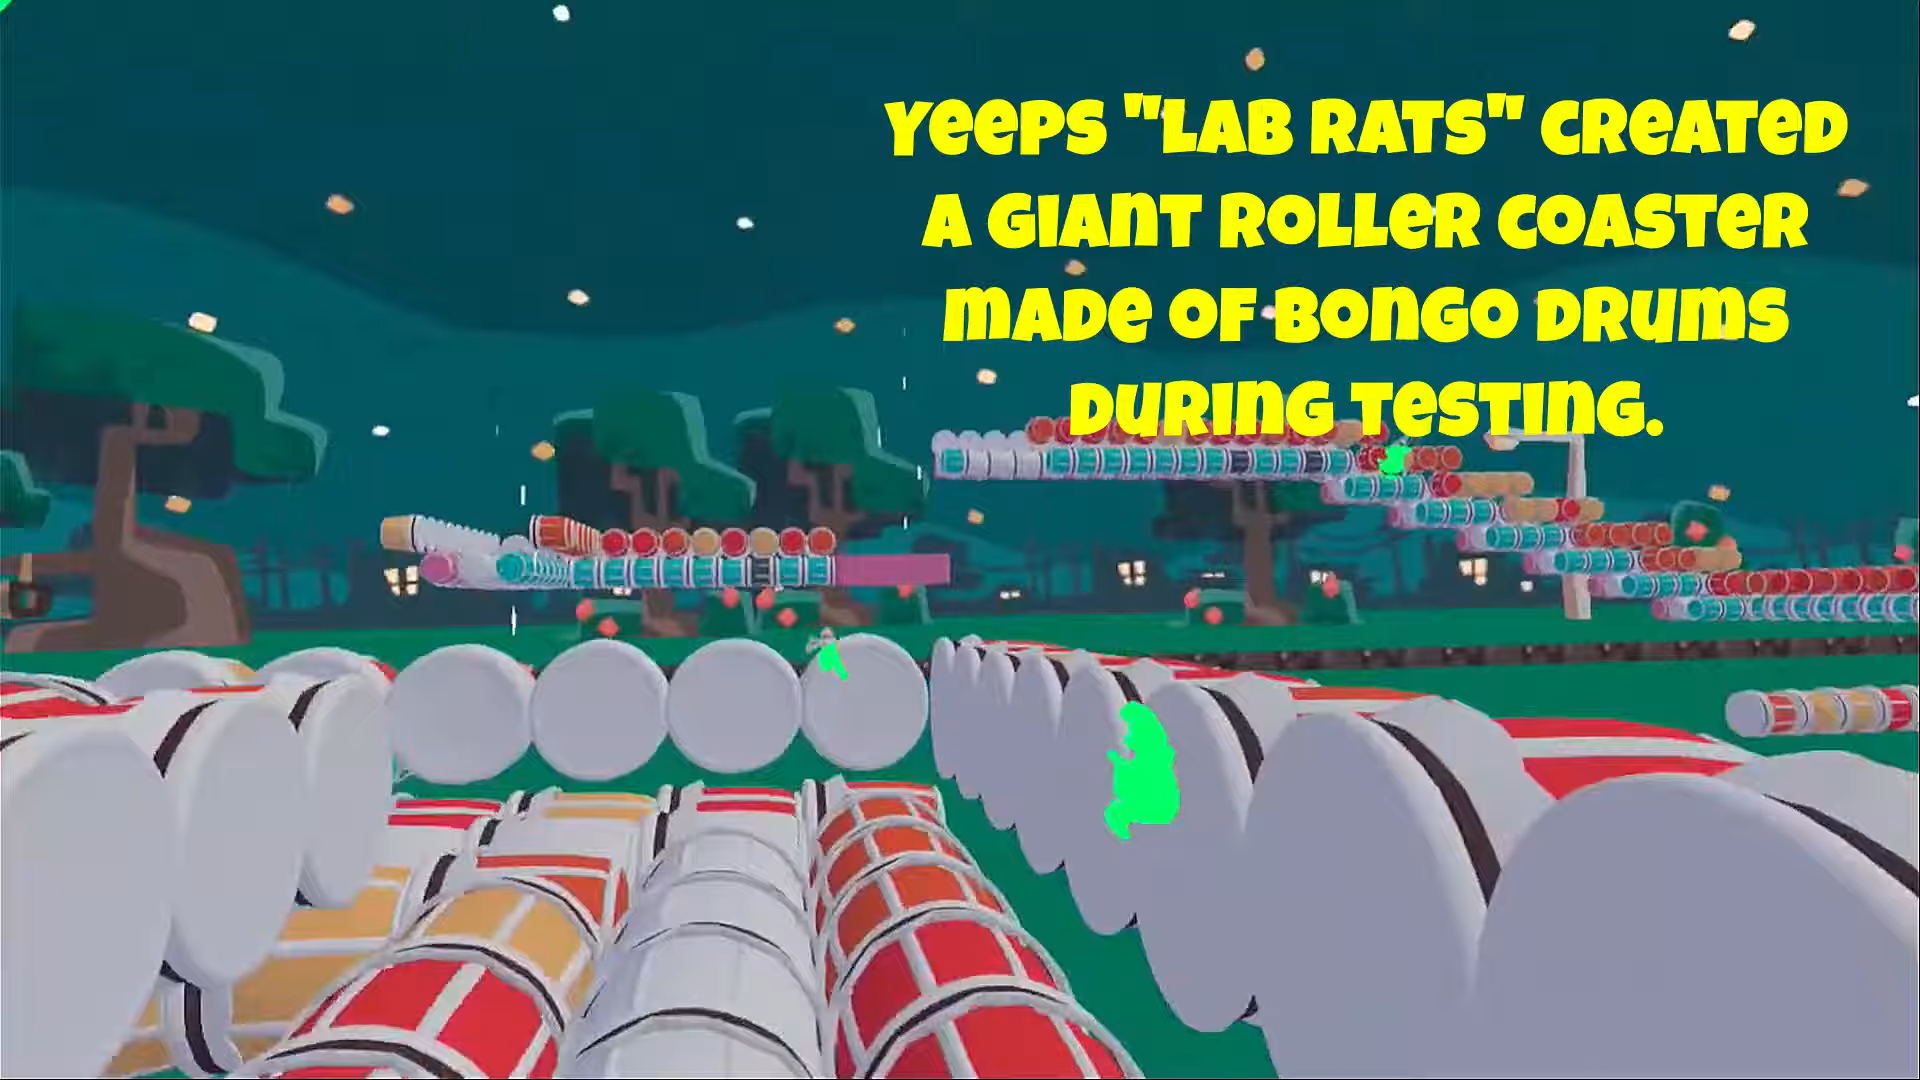 Yeeps "Lab Rats" created
a giant roller coaster
made of bongo drums
during testing.